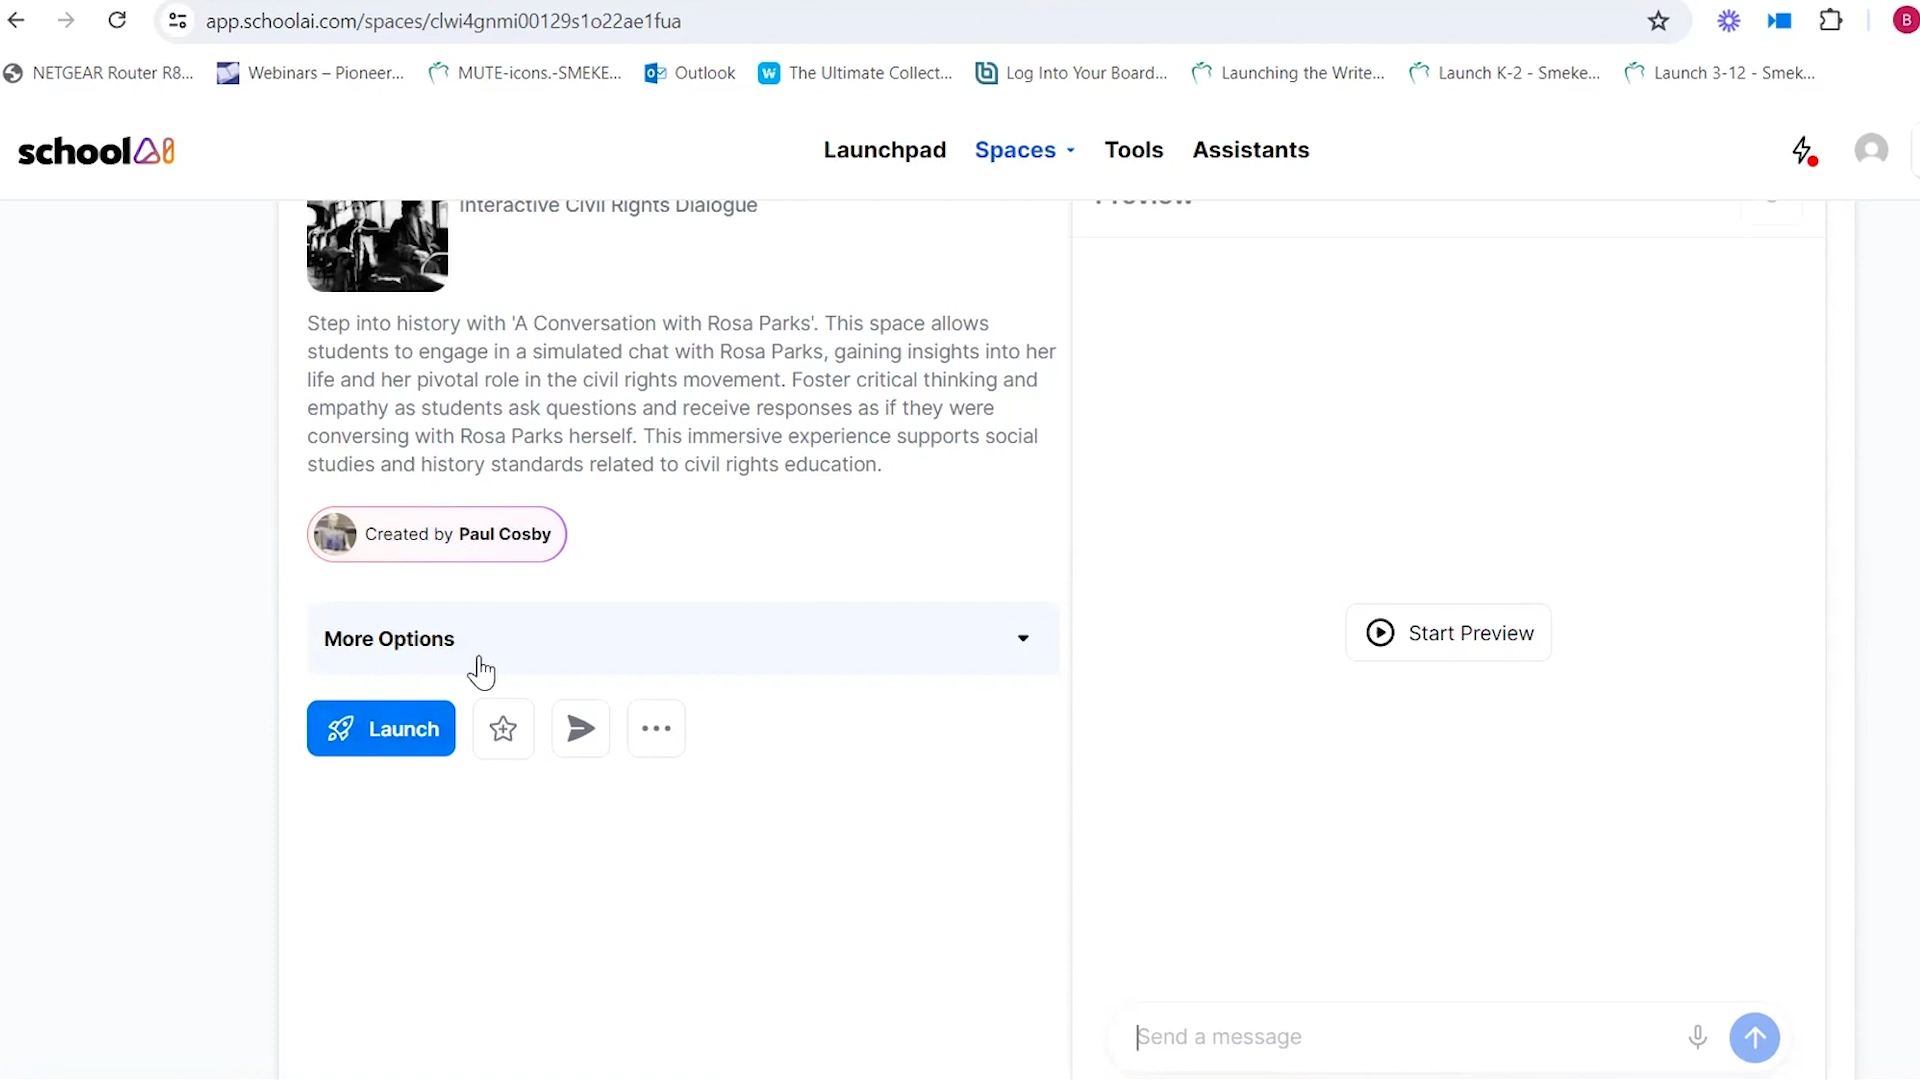 app.schoolai.com/spaces/clwi4gnmi00129s1o22ae1fua
B
NETGEAR Router R8...
Webinars – Pioneer...
MUTE-icons.-SMEKE...
Outlook
The Ultimate Collect...
Log Into Your Board...
Launching the Write...
Launch K-2 - Smeke...
Launch 3-12 - Smek...
schoolAI
Launchpad
Spaces
Tools
Assistants
Interactive Civil Rights Dialogue
Preview
Step into history with 'A Conversation with Rosa Parks'. This space allows
students to engage in a simulated chat with Rosa Parks, gaining insights into her
life and her pivotal role in the civil rights movement. Foster critical thinking and
empathy as students ask questions and receive responses as if they were
conversing with Rosa Parks herself. This immersive experience supports social
studies and history standards related to civil rights education.
Created by Paul Cosby
More Options
Start Preview
Launch
Send a message